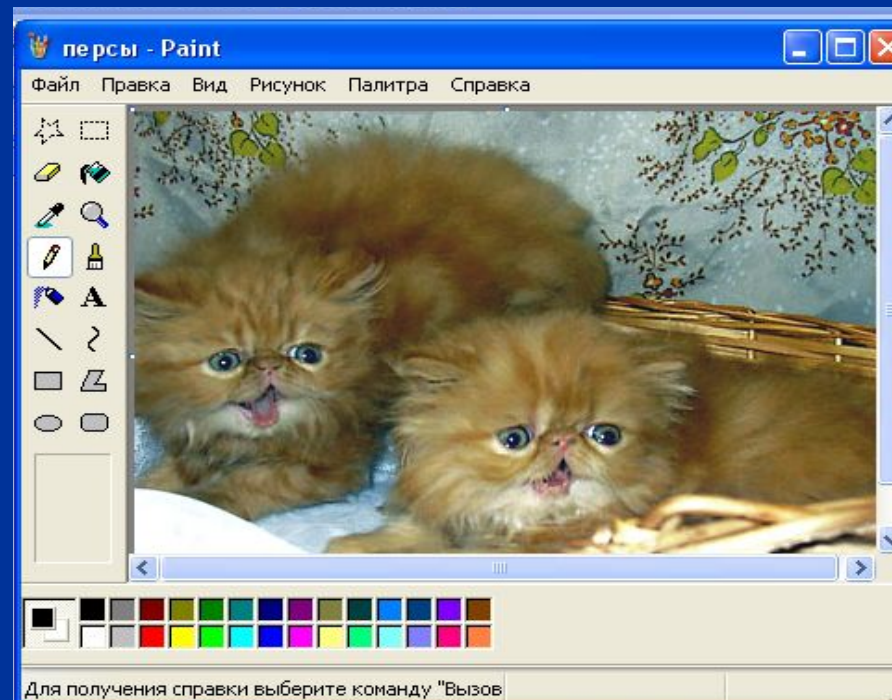 персы - Paint
Файл Правка Вид Рисунок Палитра Справка
A
Для получения справки выберите команду "Вызов